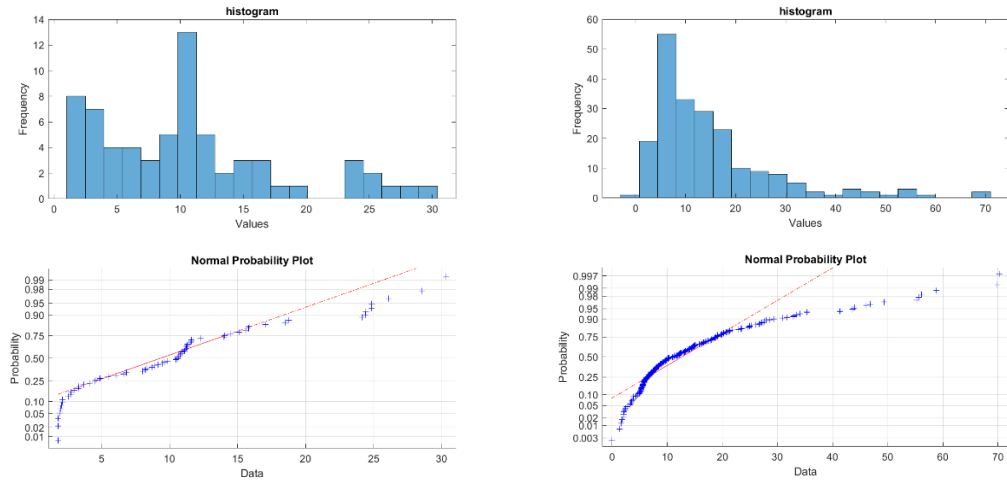 histogram
14
12
10
8
6
4
2
0
Frequency
0 5 10 15 20 25 30
Values
histogram
60
50
40
30
20
10
0
Frequency
0 10 20 30 40 50 60 70
Values
Normal Probability Plot
0.99
0.98
0.95
0.90
0.75
0.50
0.25
0.10
0.05
0.02
0.01
Probability
5 10 15 20 25 30
Data
Normal Probability Plot
0.997
0.99
0.98
0.95
0.90
0.75
0.50
0.25
0.10
0.05
0.02
0.01
0.003
Probability
0 10 20 30 40 50 60 70
Data